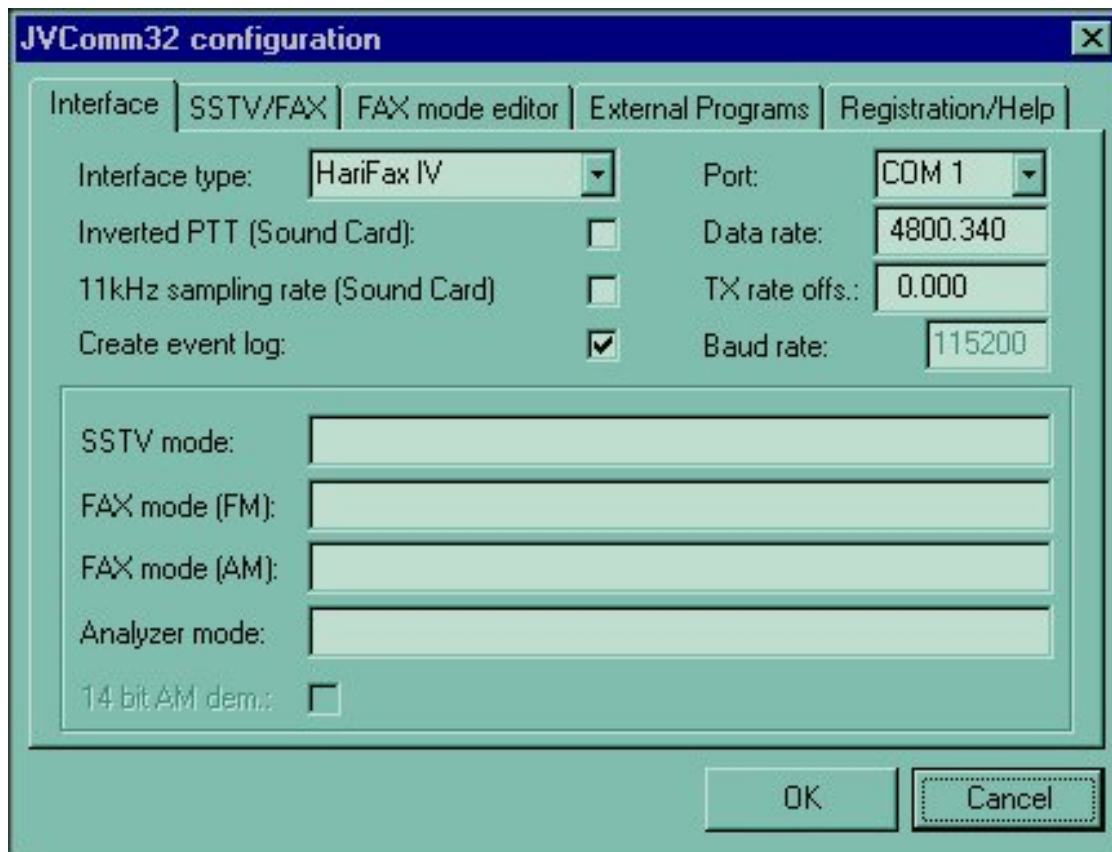 JVComm32 configuration
Interface SSTV/FAX FAX mode editor External Programs Registration/Help
Interface type: HariFax IV Port: COM 1
Inverted PTT (Sound Card): Data rate: 4800.340
11kHz sampling rate (Sound Card) TX rate offs.: 0.000
Create event log: Baud rate: 115200
SSTV mode:
FAX mode (FM):
FAX mode (AM):
Analyzer mode:
14 bit AM dem.:
OK Cancel